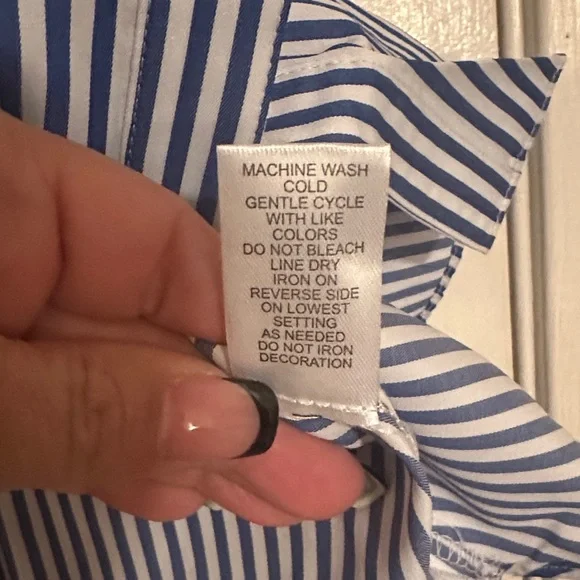 MACHINE WASH
COLD
GENTLE CYCLE
WITH LIKE
COLORS
DO NOT BLEACH
LINE DRY
IRON ON
REVERSE SIDE
ON LOWEST
SETTING
AS NEEDED
DO NOT IRON
DECORATION